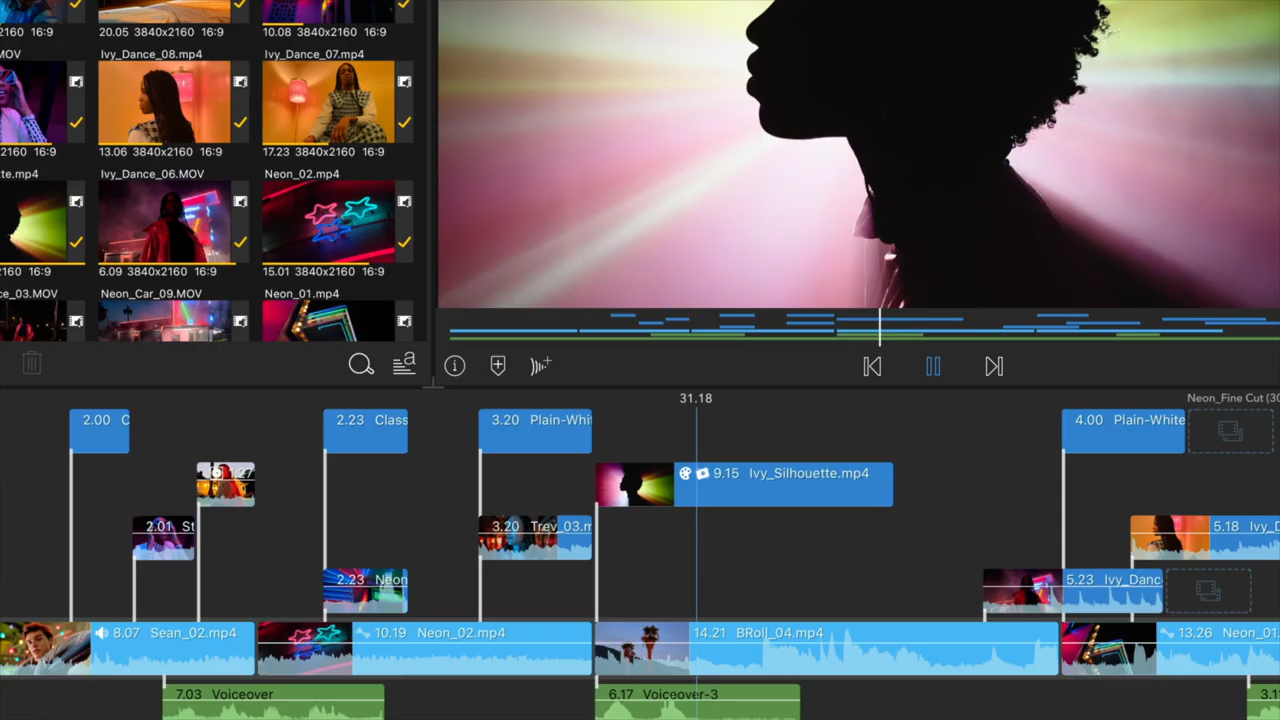 20.05 3840x2160 16:9
10.08 3840x2160 16:9
MOV
Ivy_Dance_08.mp4
Ivy_Dance_07.mp4
2160 16:9
13.06 3840x2160 16:9
17.23 3840x2160 16:9
te.mp4
Ivy_Dance_06.MOV
Neon_02.mp4
2160 16:9
6.09 3840x2160 16:9
15.01 3840x2160 16:9
ce_03.MOV
Neon_Car_09.MOV
Neon_01.mp4
31.18
Neon_Fine Cut (30
2.00 C
2.23 Class
3.20 Plain-Whi
4.00 Plain-White
1.27
9.15 Ivy_Silhouette.mp4
2.01 St
3.20 Trev_03.m
5.18 Ivy_D
2.23 Neon
5.23 Ivy_Danc
8.07 Sean_02.mp4
10.19 Neon_02.mp4
14.21 BRoll_04.mp4
13.26 Neon_01.
7.03 Voiceover
6.17 Voiceover-3
3.1